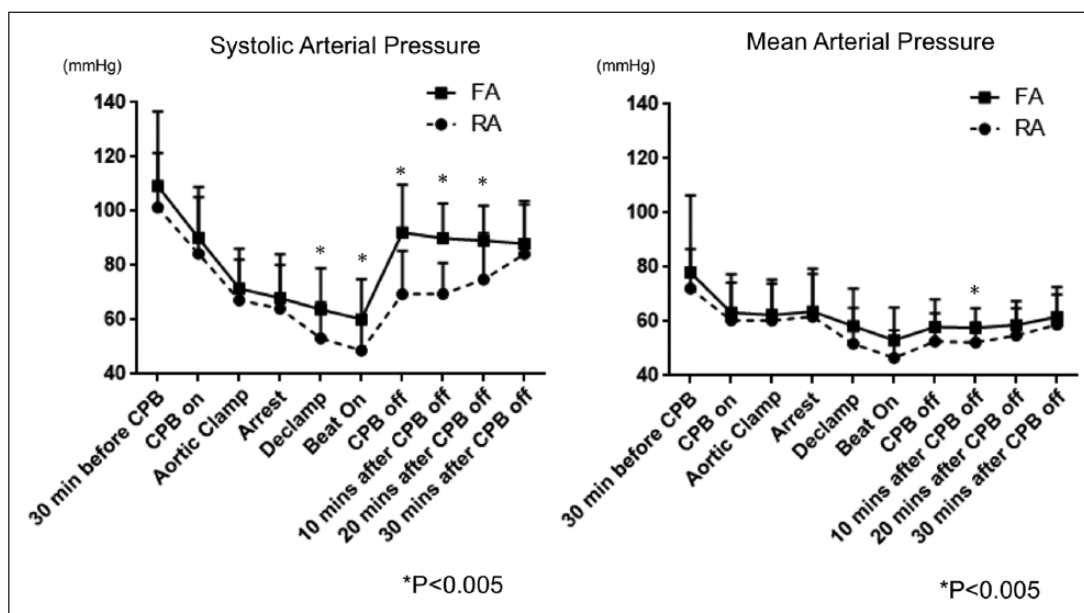 Systolic Arterial Pressure
(mmHg)
FA
RA
140
120
100
80
60
40
*
*
*
*
*
30 min before CPB
CPB on
Aortic Clamp
Arrest
Declamp
Beat On
CPB off
10 mins after CPB off
20 mins after CPB off
30 mins after CPB off
*P<0.005
Mean Arterial Pressure
(mmHg)
FA
RA
140
120
100
80
60
40
*
30 min before CPB
CPB on
Aortic Clamp
Arrest
Declamp
Beat On
CPB off
10 mins after CPB off
20 mins after CPB off
30 mins after CPB off
*P<0.005